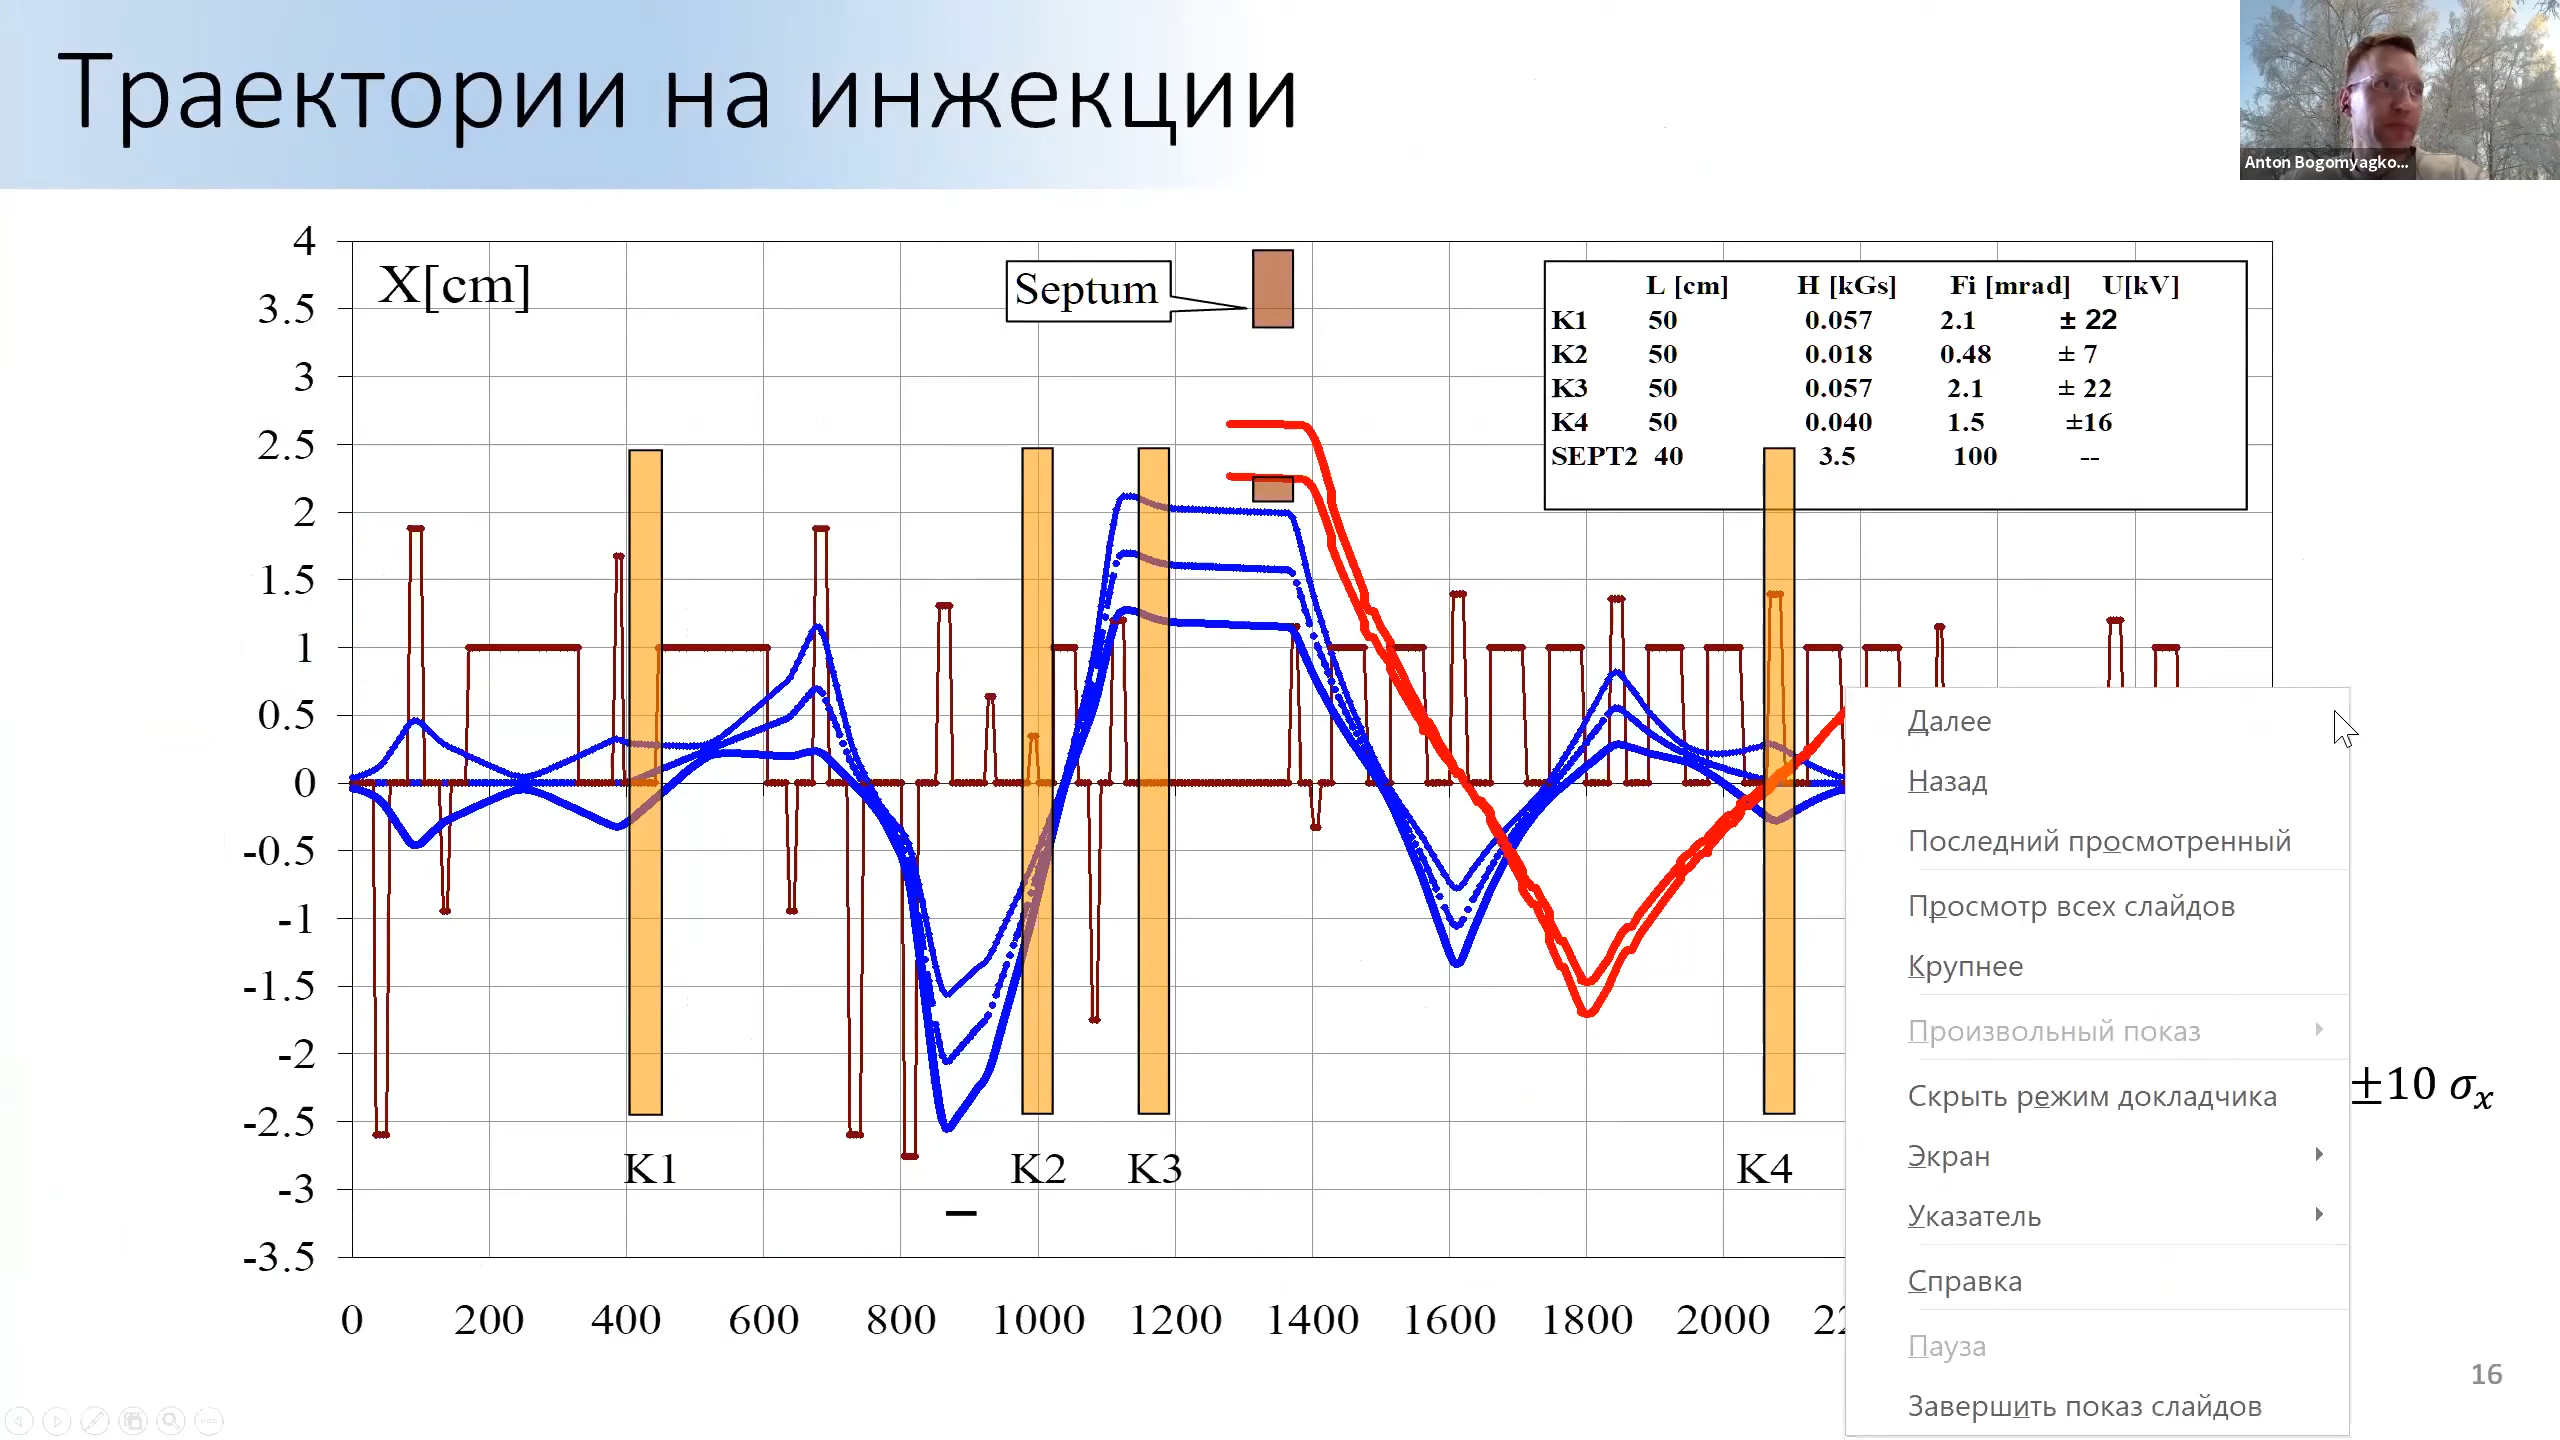 Траектории на инжекции
Anton Bogomyagko...
X[cm]
Septum
L [cm] H [kGs] Fi [mrad] U[kV]
K1 50 0.057 2.1 ± 22
K2 50 0.018 0.48 ± 7
K3 50 0.057 2.1 ± 22
K4 50 0.040 1.5 ±16
SEPT2 40 3.5 100 --
4
3.5
3
2.5
2
1.5
1
0.5
0
-0.5
-1
-1.5
-2
-2.5
-3
-3.5
K1 K2 K3 K4
0 200 400 600 800 1000 1200 1400 1600 1800 2000
Далее
Назад
Последний просмотренный
Просмотр всех слайдов
Крупнее
Произвольный показ
Скрыть режим докладчика
Экран
Указатель
Справка
Пауза
Завершить показ слайдов
±10 σx
16